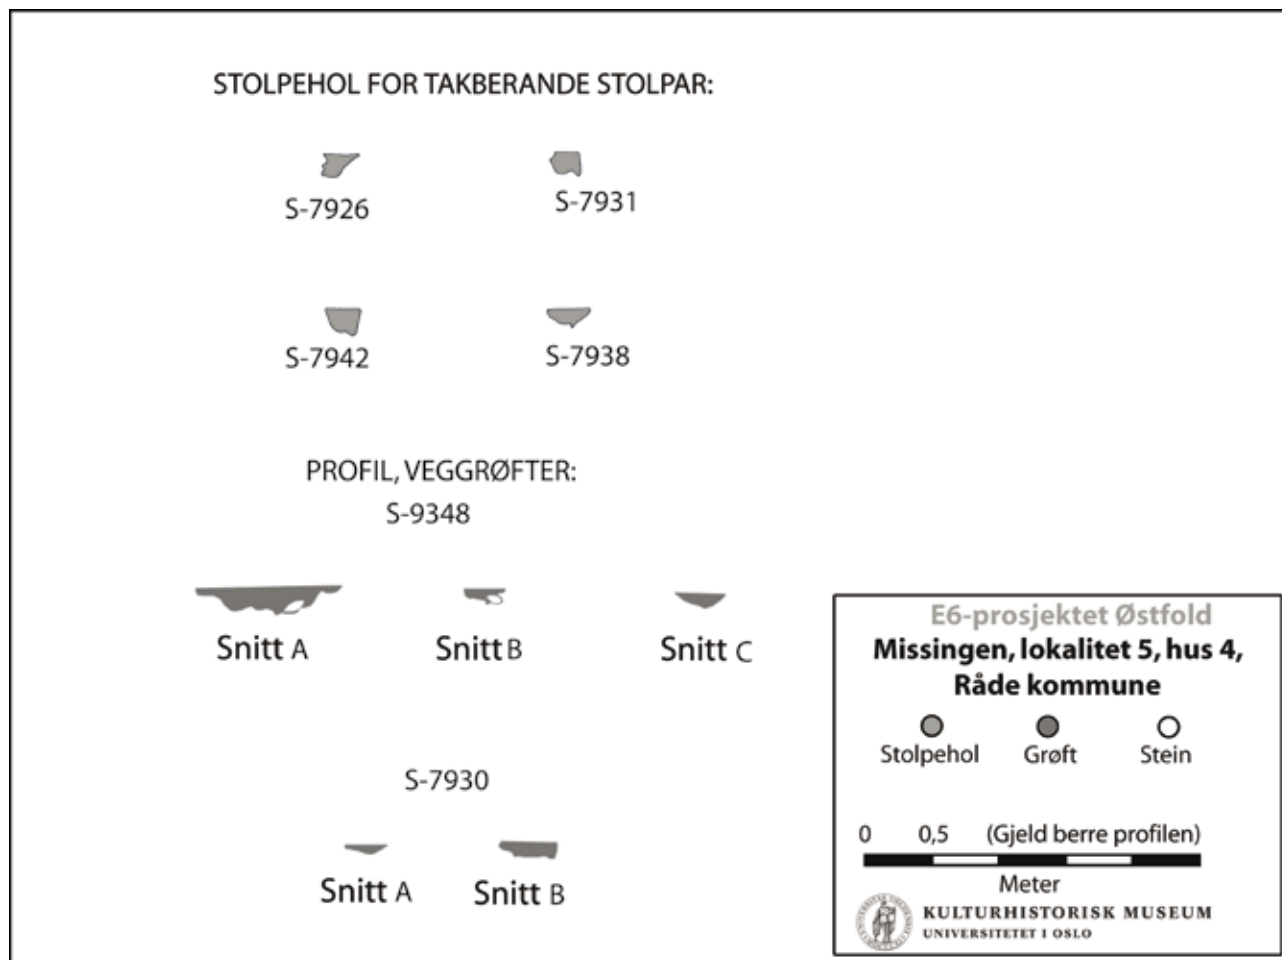 STOLPEHOL FOR TAKBERANDE STOLPAR:
S-7926
S-7931
S-7942
S-7938
PROFIL, VEGGRØFTER:
S-9348
Snitt A
Snitt B
Snitt C
S-7930
Snitt A
Snitt B
E6-prosjektet Østfold
Missingen, lokalitet 5, hus 4,
Råde kommune
Stolpehol
Grøft
Stein
0 0,5 (Gjeld berre profilen)
Meter
KULTURHISTORISK MUSEUM
UNIVERSITETET I OSLO